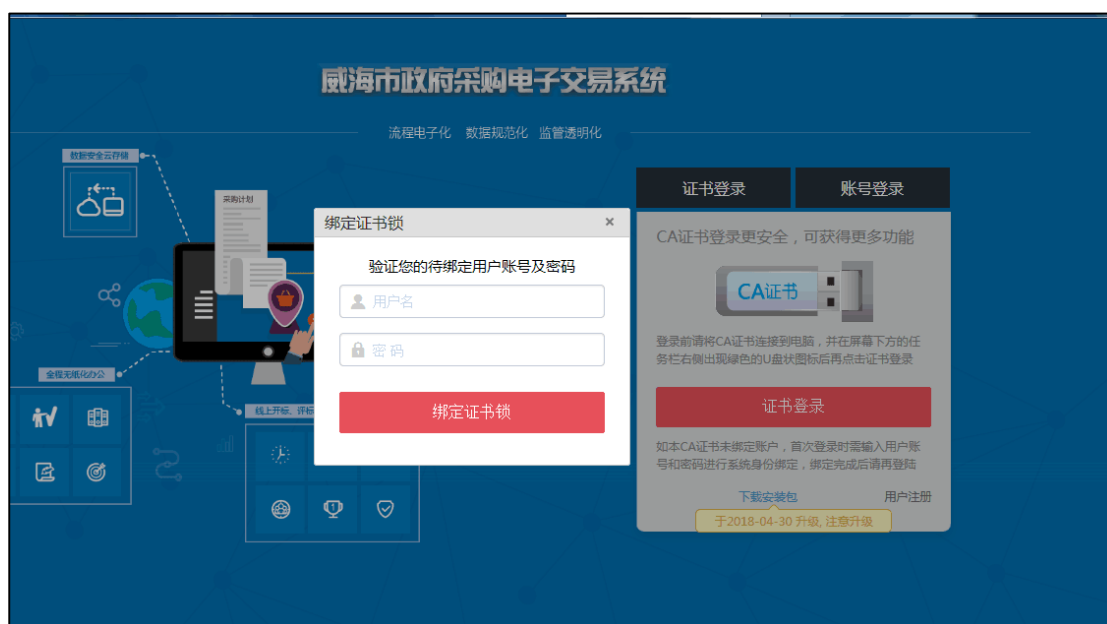 威海市政府采购电子交易系统
流程电子化 数据规范化 监管透明化
数据安全云存储
采购计划
全程无纸化办公
线上开标、评标
绑定证书锁 ×
验证您的待绑定用户账号及密码
用户名
密 码
绑定证书锁
证书登录 账号登录
CA证书登录更安全，可获得更多功能
CA证书
登录前请将CA证书连接到电脑，并在屏幕下方的任
务栏右侧出现绿色的U盘状图标后再点击证书登录
证书登录
如本CA证书未绑定账户，首次登录时需输入用户账
号和密码进行系统身份绑定，绑定完成后请再登陆
下载安装包 用户注册
于2018-04-30 升级, 注意升级